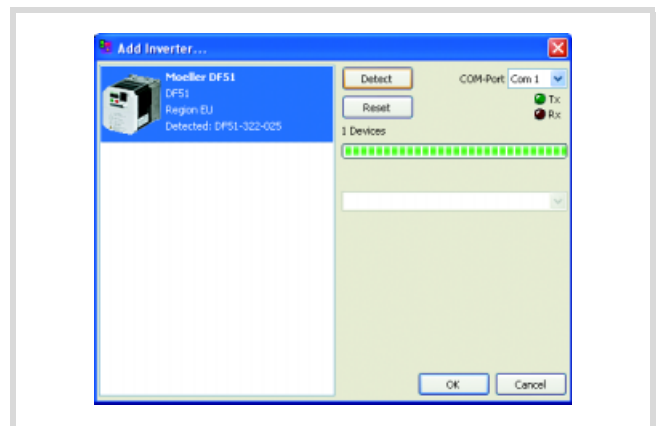 Add Inverter...
Moeller DF51
DF51
Region EU
Detected: DF51-322-025
Detect
COM-Port Com 1
Tx
Reset
Rx
1 Devices
OK
Cancel